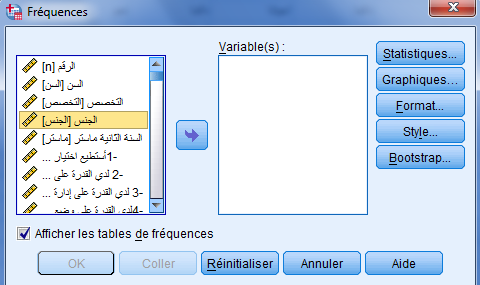 Fréquences
Variable(s) :
الرقم [n]
السن [السن]
التخصص [التخصص]
الجنس [الجنس]
السنة الثانية ماستر [ماستر]
1-أستطيع اختيار ...
2- لدي القدرة على ...
3- لدي القدرة على إدارة ...
4-لدي القدرة على وضع ...
Statistiques...
Graphiques...
Format...
Style...
Bootstrap...
Afficher les tables de fréquences
OK
Coller
Réinitialiser
Annuler
Aide